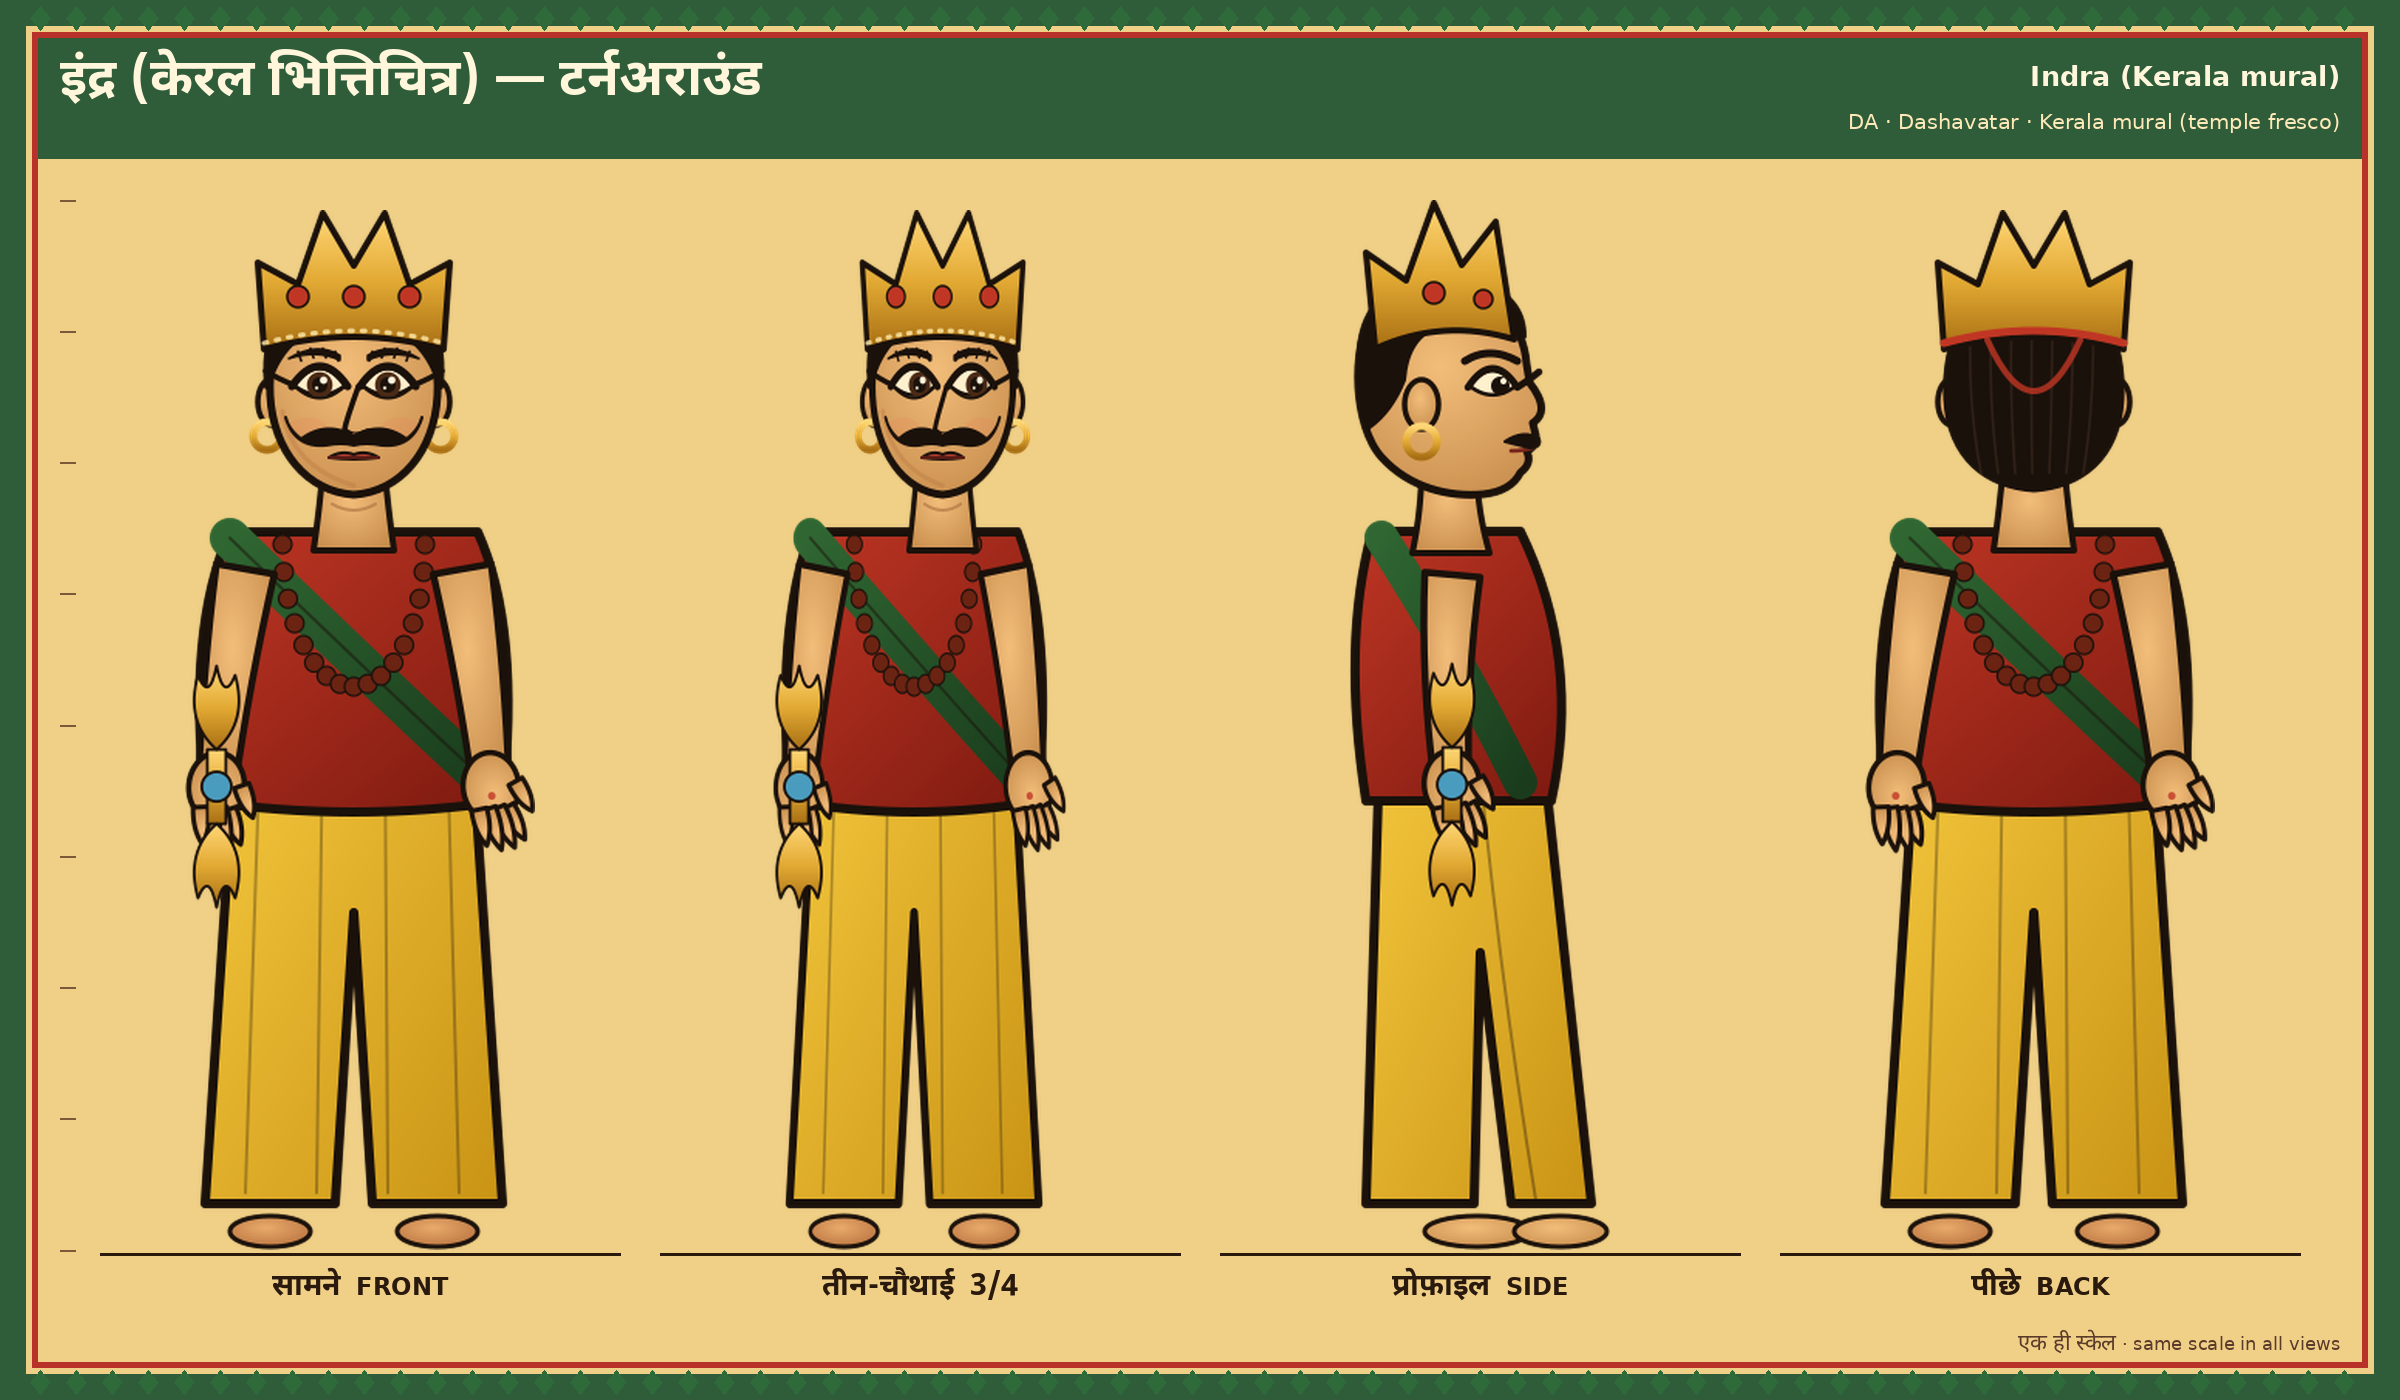 इंद्र (केरल भित्तिचित्र) — टर्नअराउंड
Indra (Kerala mural)
DA · Dashavatar · Kerala mural (temple fresco)
सामने FRONT
तीन-चौथाई 3/4
प्रोफ़ाइल SIDE
पीछे BACK
एक ही स्केल · same scale in all views